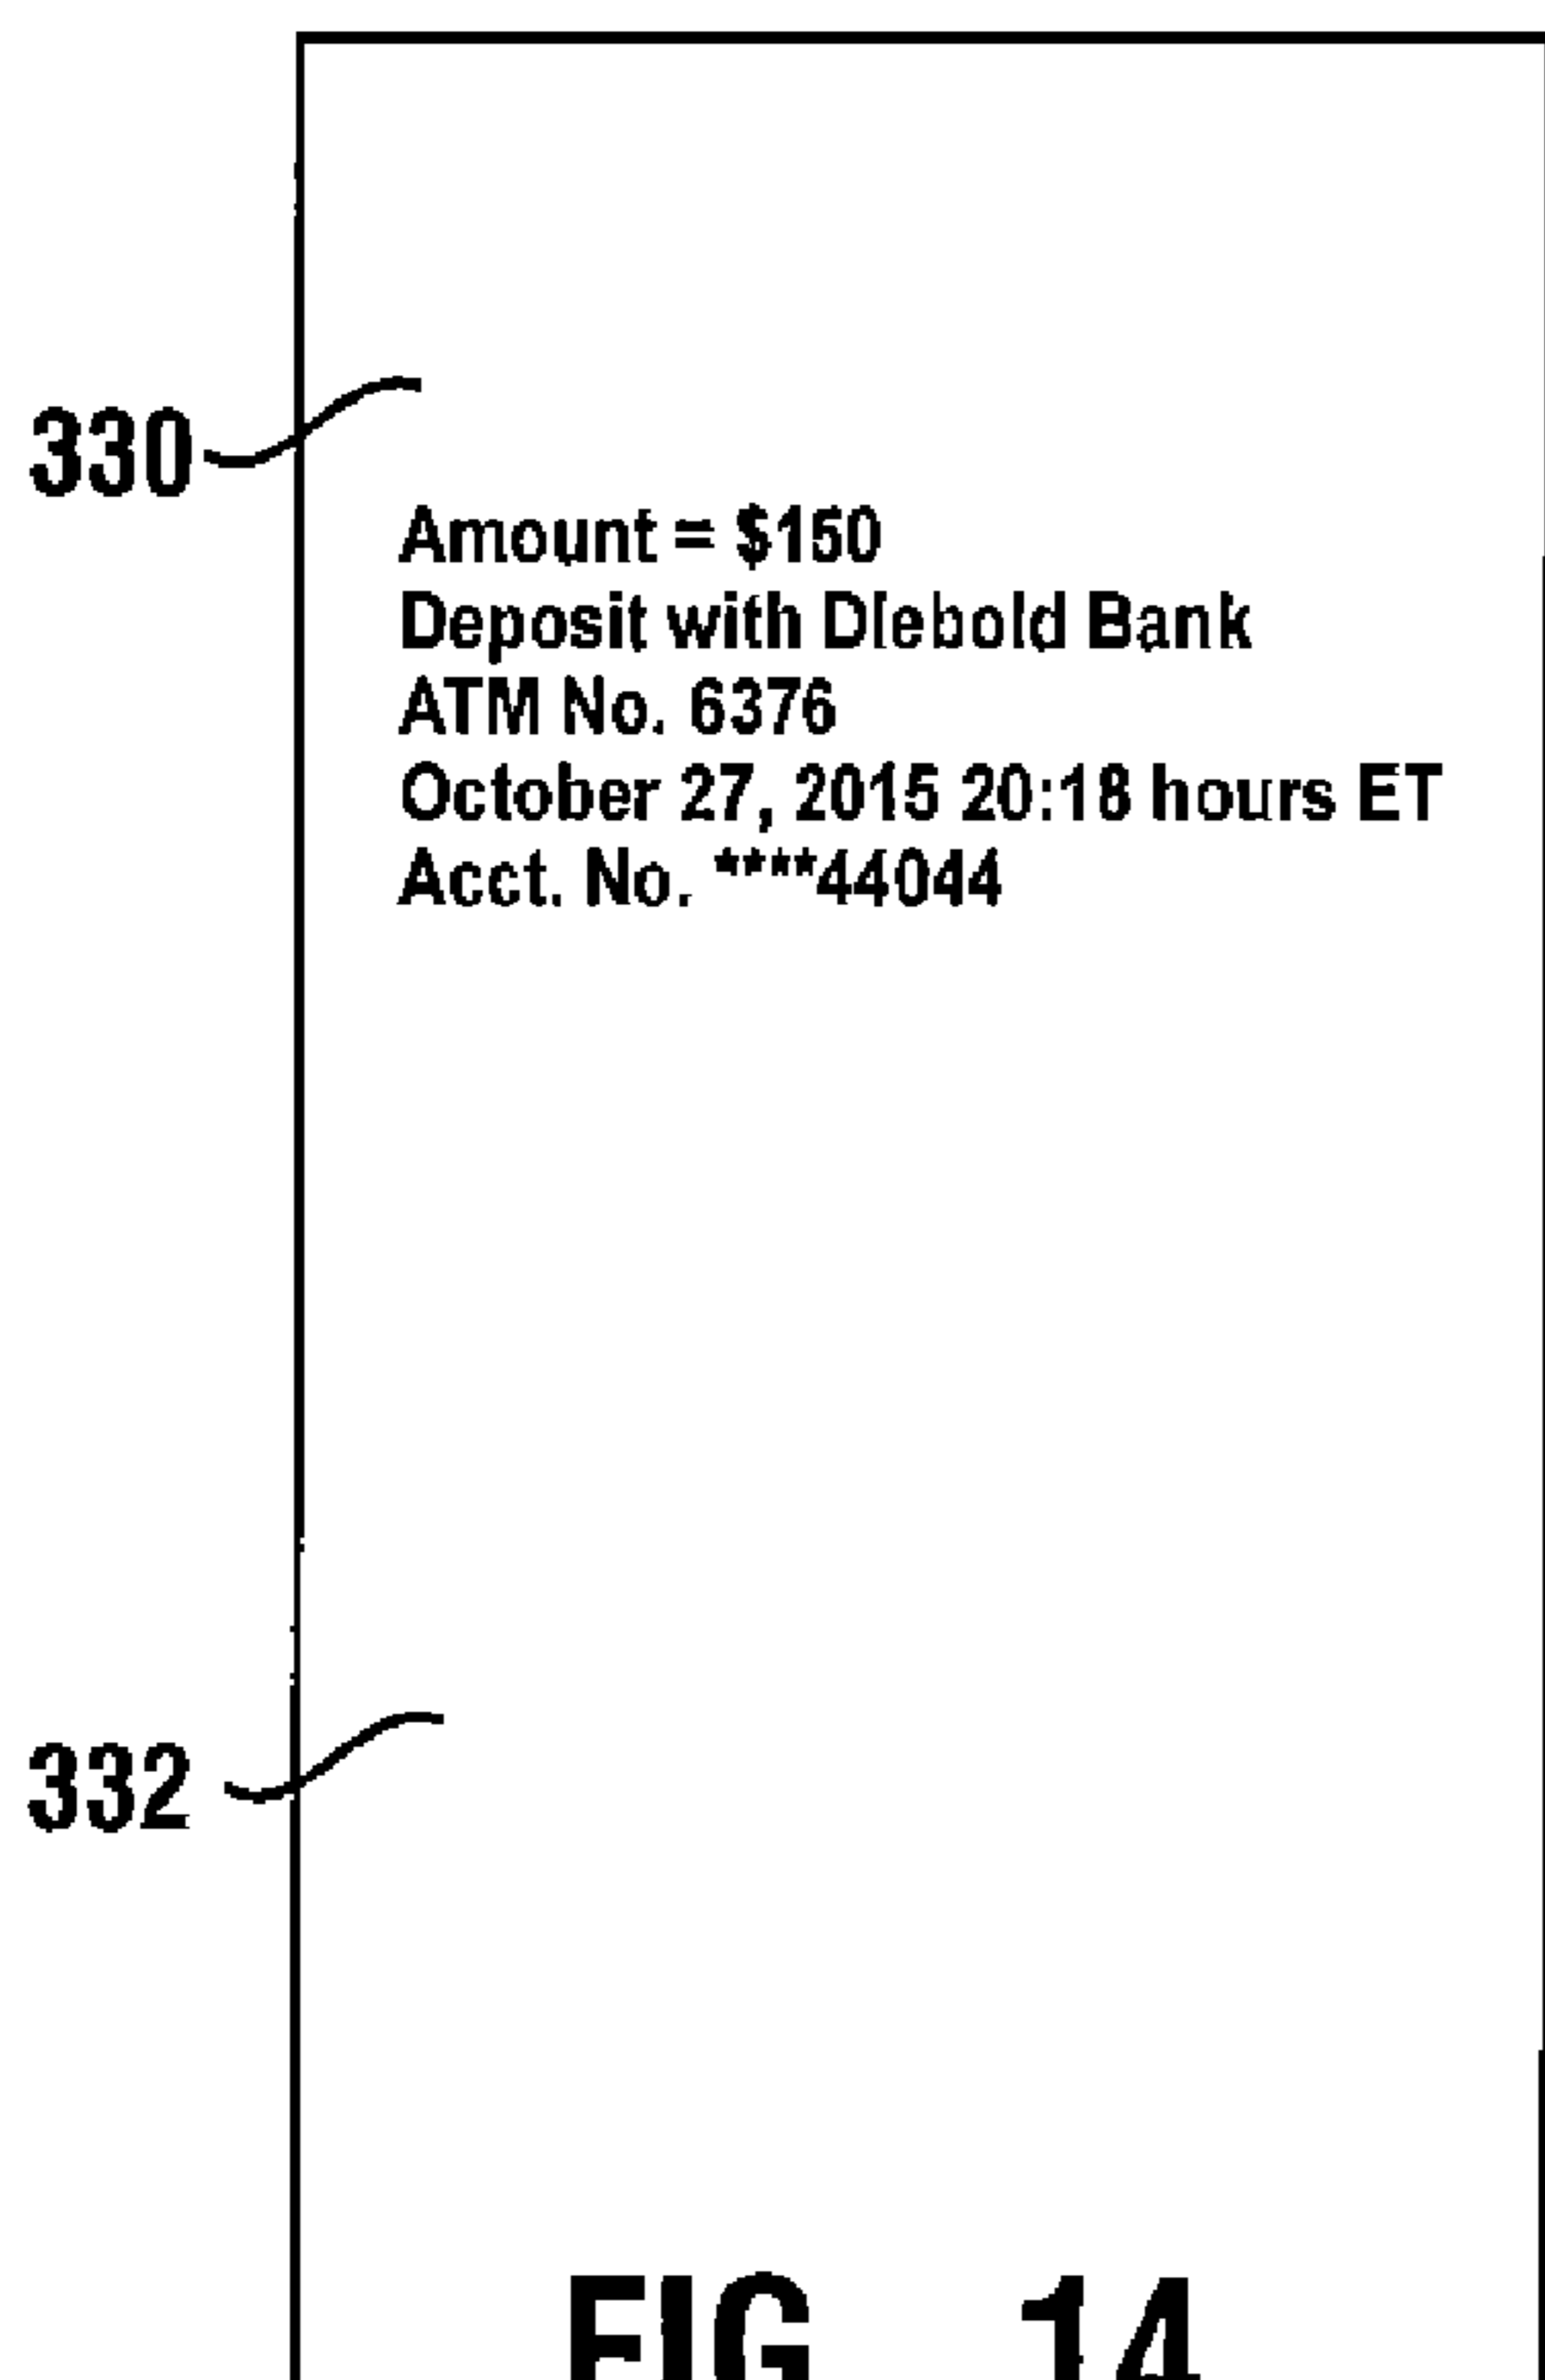 330
Amount = $150
Deposit with Diebold Bank
ATM No. 6376
October 27, 2015 20:18 hours ET
Acct. No. ****44044
332
FIG 14